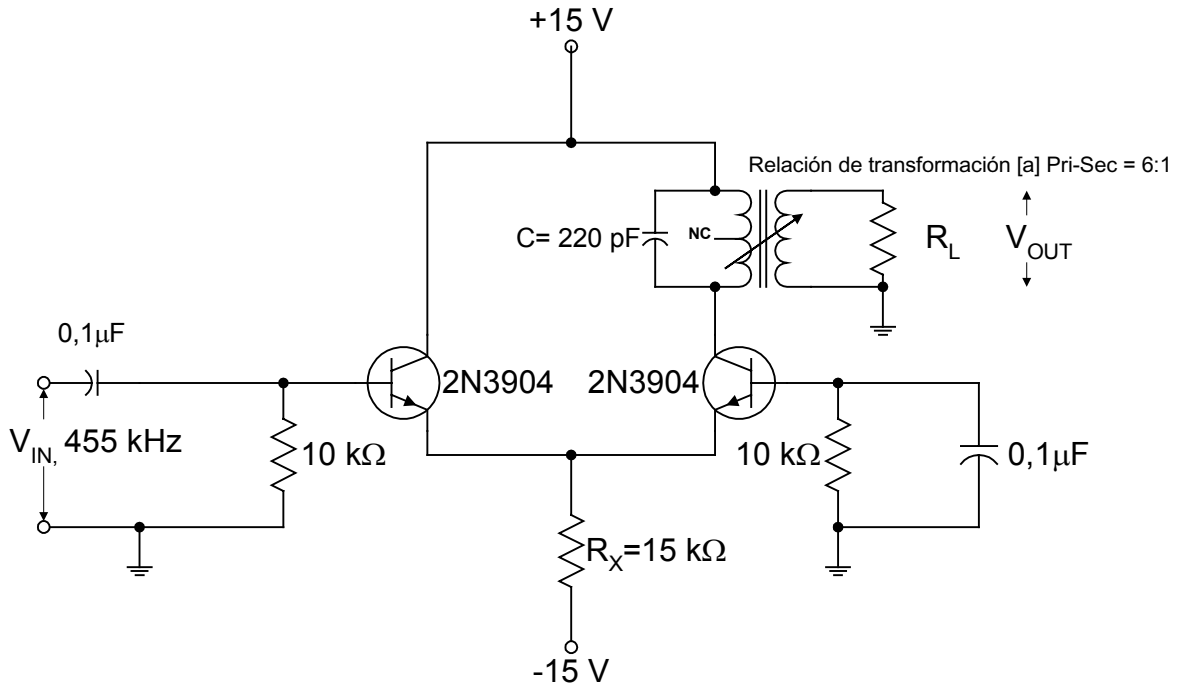 +15 V
Relación de transformación [a] Pri-Sec = 6:1
C= 220 pF
NC
R_L
V_OUT
0,1μF
2N3904
2N3904
V_IN, 455 kHz
10 kΩ
10 kΩ
0,1μF
R_X=15 kΩ
-15 V